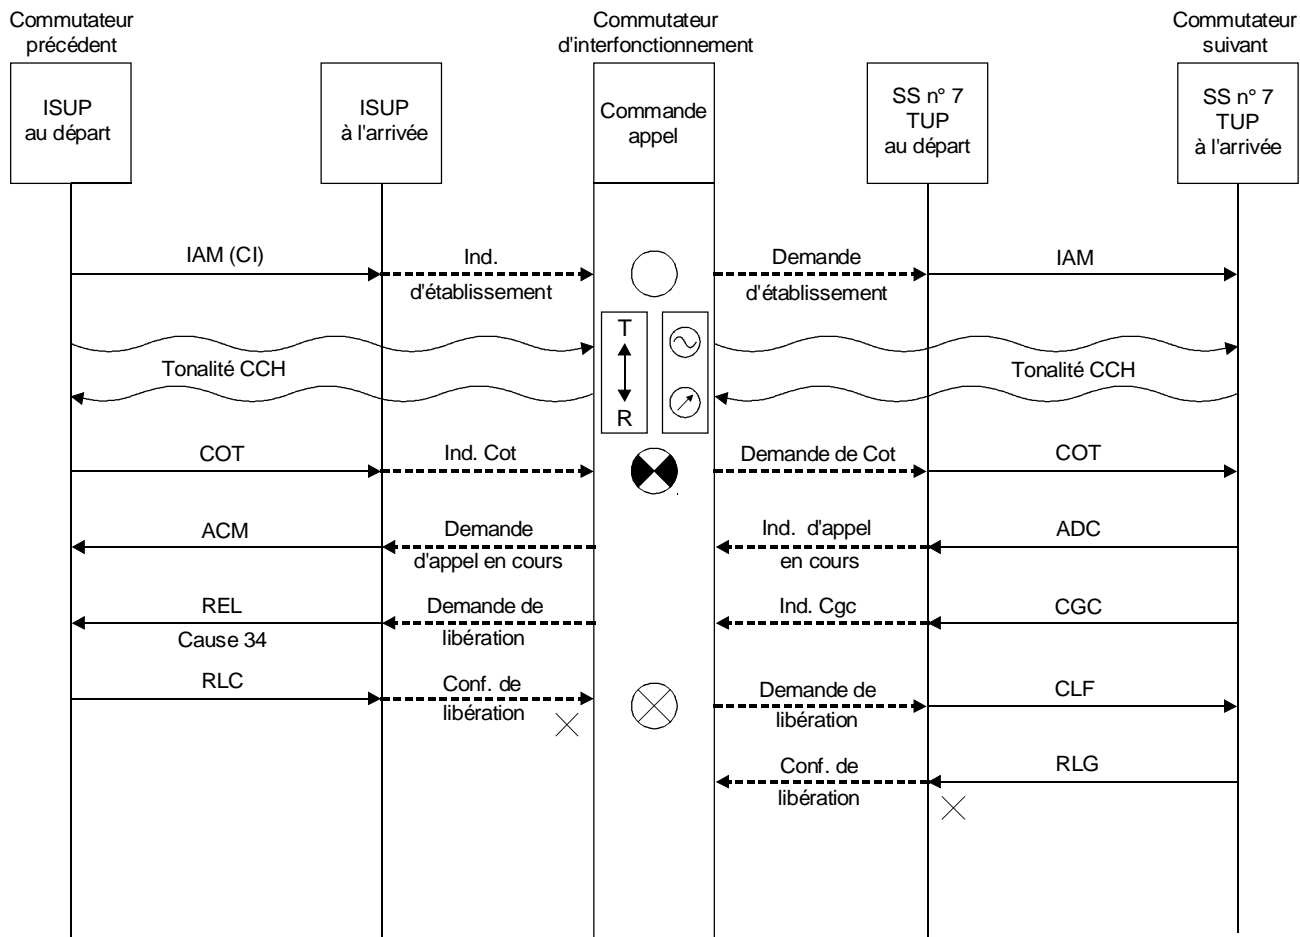 Commutateur
précédent
Commutateur
d'interfonctionnement
Commutateur
suivant
ISUP
au départ
ISUP
à l'arrivée
Commande
appel
SS n° 7
TUP
au départ
SS n° 7
TUP
à l'arrivée
IAM (CI)
Ind.
d'établissement
Demande
d'établissement
IAM
T
R
Tonalité CCH
Tonalité CCH
COT
Ind. Cot
Demande de Cot
COT
ACM
Demande
d'appel en cours
Ind. d'appel
en cours
ADC
REL
Cause 34
Demande de
libération
Ind. Cgc
CGC
RLC
Conf. de
libération
Demande de
libération
CLF
Conf. de
libération
RLG